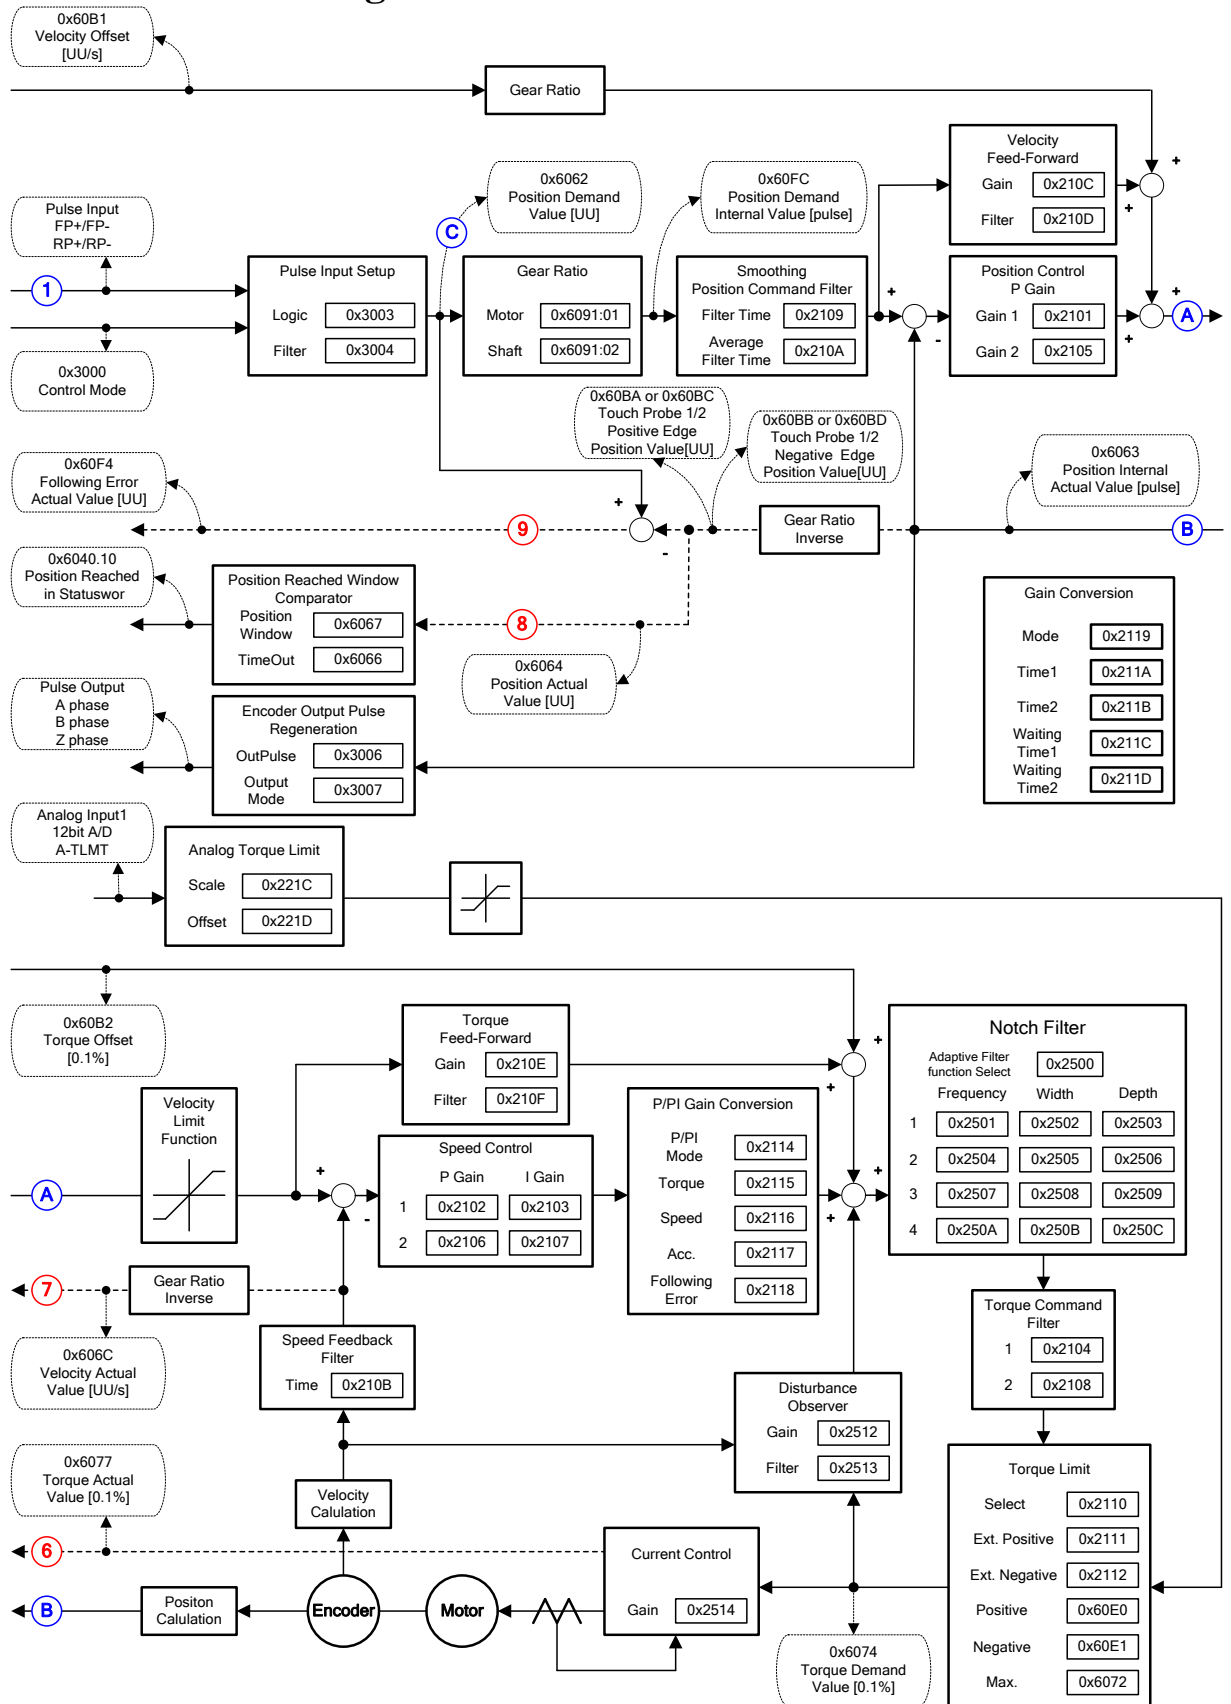 0x60B1
Velocity Offset
[UU/s]
Gear Ratio
Velocity
Feed-Forward
Gain 0x210C
Filter 0x210D
+
+
0x6062
Position Demand
Value [UU]
0x60FC
Position Demand
Internal Value [pulse]
Pulse Input
FP+/FP-
RP+/RP-
C
1
Pulse Input Setup
Logic 0x3003
Filter 0x3004
Gear Ratio
Motor 0x6091:01
Shaft 0x6091:02
Smoothing
Position Command Filter
Filter Time 0x2109
Average
Filter Time 0x210A
+
-
Position Control
P Gain
Gain 1 0x2101
Gain 2 0x2105
+
+
A
0x3000
Control Mode
0x60BA or 0x60BC
Touch Probe 1/2
Positive Edge
Position Value[UU]
0x60BB or 0x60BD
Touch Probe 1/2
Negative Edge
Position Value[UU]
0x6063
Position Internal
Actual Value [pulse]
0x60F4
Following Error
Actual Value [UU]
+
-
9
Gear Ratio
Inverse
B
0x6040.10
Position Reached
in Statuswor
Position Reached Window
Comparator
Position
Window 0x6067
TimeOut 0x6066
8
0x6064
Position Actual
Value [UU]
Gain Conversion
Mode 0x2119
Time1 0x211A
Time2 0x211B
Waiting
Time1 0x211C
Waiting
Time2 0x211D
Pulse Output
A phase
B phase
Z phase
Encoder Output Pulse
Regeneration
OutPulse 0x3006
Output
Mode 0x3007
Analog Input1
12bit A/D
A-TLMT
Analog Torque Limit
Scale 0x221C
Offset 0x221D
0x60B2
Torque Offset
[0.1%]
Torque
Feed-Forward
Gain 0x210E
Filter 0x210F
+
+
Notch Filter
Adaptive Filter
function Select 0x2500
Frequency Width Depth
1 0x2501 0x2502 0x2503
2 0x2504 0x2505 0x2506
3 0x2507 0x2508 0x2509
4 0x250A 0x250B 0x250C
Velocity
Limit
Function
A
+
-
Speed Control
P Gain I Gain
1 0x2102 0x2103
2 0x2106 0x2107
P/PI Gain Conversion
P/PI
Mode 0x2114
Torque 0x2115
Speed 0x2116
Acc. 0x2117
Following
Error 0x2118
+
+
7
Gear Ratio
Inverse
0x606C
Velocity Actual
Value [UU/s]
Speed Feedback
Filter
Time 0x210B
Torque Command
Filter
1 0x2104
2 0x2108
Disturbance
Observer
Gain 0x2512
Filter 0x2513
0x6077
Torque Actual
Value [0.1%]
Velocity
Calulation
Torque Limit
Select 0x2110
Ext. Positive 0x2111
Ext. Negative 0x2112
Positive 0x60E0
Negative 0x60E1
Max. 0x6072
6
Current Control
Gain 0x2514
B
Positon
Calulation
Encoder
Motor
0x6074
Torque Demand
Value [0.1%]